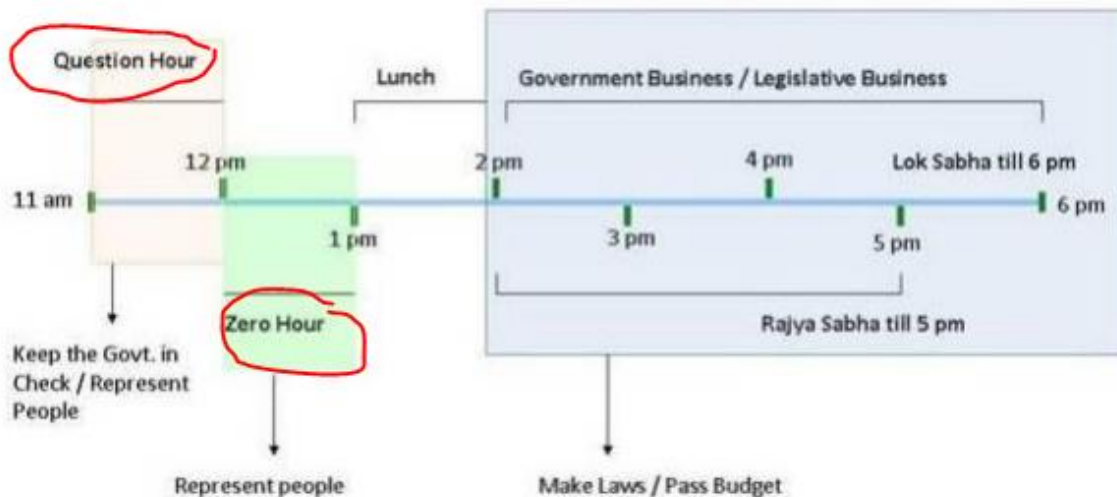 Question Hour
Lunch
Government Business / Legislative Business
12 pm
2 pm
4 pm
Lok Sabha till 6 pm
11 am
6 pm
1 pm
3 pm
5 pm
Zero Hour
Rajya Sabha till 5 pm
Keep the Govt. in
Check / Represent
People
Represent people
Make Laws / Pass Budget